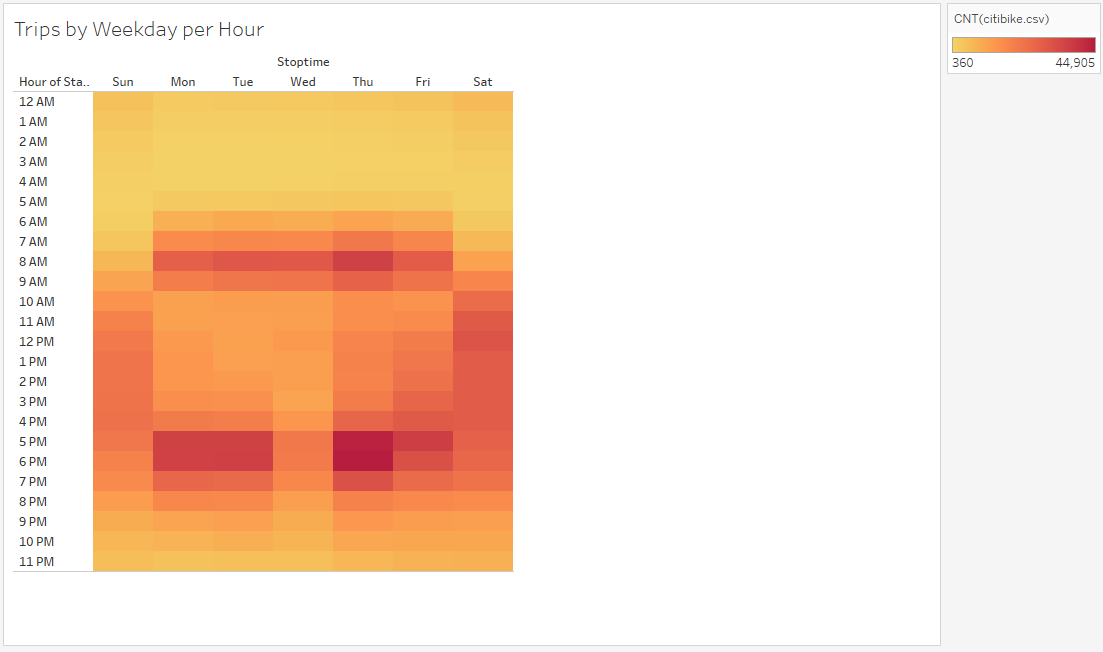 Trips by Weekday per Hour
Stoptime
Hour of Sta.. Sun Mon Tue Wed Thu Fri Sat
12 AM
1 AM
2 AM
3 AM
4 AM
5 AM
6 AM
7 AM
8 AM
9 AM
10 AM
11 AM
12 PM
1 PM
2 PM
3 PM
4 PM
5 PM
6 PM
7 PM
8 PM
9 PM
10 PM
11 PM
CNT(citibike.csv)
360 44,905